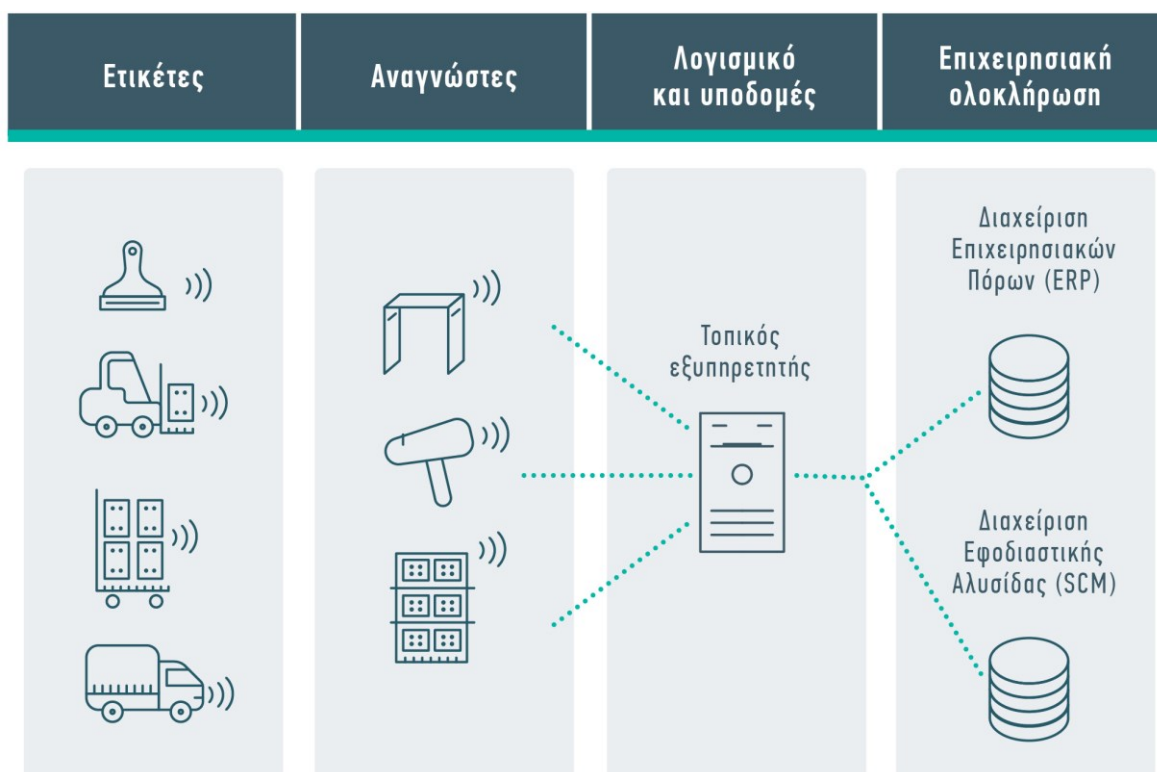 Ετικέτες
Αναγνώστες
Λογισμικό
και υποδομές
Επιχειρησιακή
ολοκλήρωση
Τοπικός
εξυπηρετητής
Διαχείριση
Επιχειρησιακών
Πόρων (ERP)
Διαχείριση
Εφοδιαστικής
Αλυσίδας (SCM)